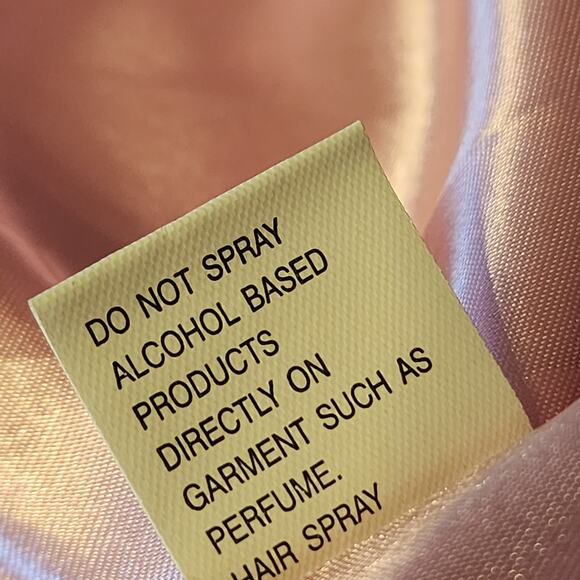 DO NOT SPRAY
ALCOHOL BASED
PRODUCTS
DIRECTLY ON
GARMENT SUCH AS
PERFUME.
HAIR SPRAY